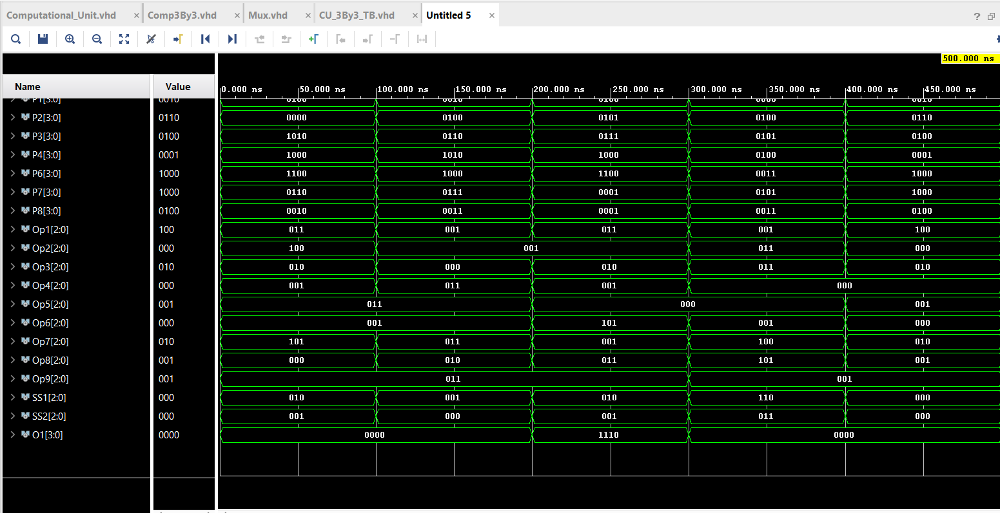 Computational_Unit.vhd × Comp3By3.vhd × Mux.vhd × CU_3By3_TB.vhd × Untitled 5 × ?
500.000 ns
Name Value 0.000 ns 50.000 ns 100.000 ns 150.000 ns 200.000 ns 250.000 ns 300.000 ns 350.000 ns 400.000 ns 450.000 ns
P1[3:0] 0010 0100 0010 0100 0000 0010
P2[3:0] 0110 0000 0100 0101 0100 0110
P3[3:0] 0100 1010 0110 0111 0101 0100
P4[3:0] 0001 1000 1010 1000 0100 0001
P6[3:0] 1000 1100 1000 1100 0011 1000
P7[3:0] 1000 0110 0111 0001 0101 1000
P8[3:0] 0100 0010 0011 0001 0011 0100
Op1[2:0] 100 011 001 011 001 100
Op2[2:0] 000 100 001 011 000
Op3[2:0] 010 010 000 010 011 010
Op4[2:0] 000 001 011 001 000
Op5[2:0] 001 011 000 001
Op6[2:0] 000 001 101 001 000
Op7[2:0] 010 101 011 001 100 010
Op8[2:0] 001 000 010 011 101 001
Op9[2:0] 001 011 001
SS1[2:0] 000 010 001 010 110 000
SS2[2:0] 000 001 000 001 011 000
O1[3:0] 0000 0000 1110 0000